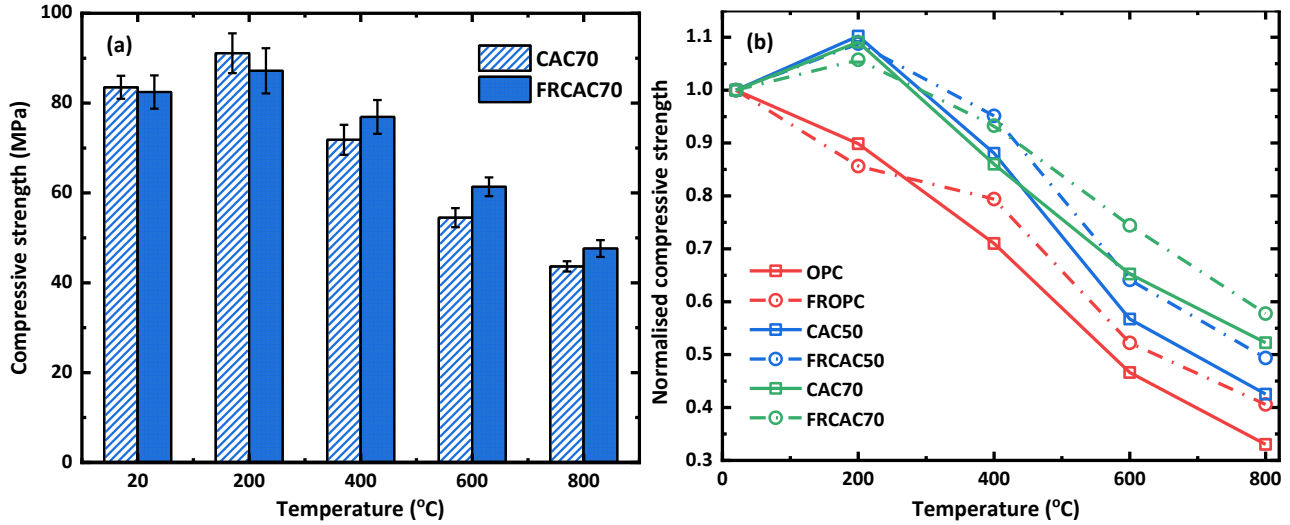 (a)
CAC70
FRCAC70
Compressive strength (MPa)
100
80
60
40
20
0
20 200 400 600 800
Temperature (°C)
(b)
Normalised compressive strength
1.1
1.0
0.9
0.8
0.7
0.6
0.5
0.4
0.3
OPC
FROPC
CAC50
FRCAC50
CAC70
FRCAC70
0 200 400 600 800
Temperature (°C)